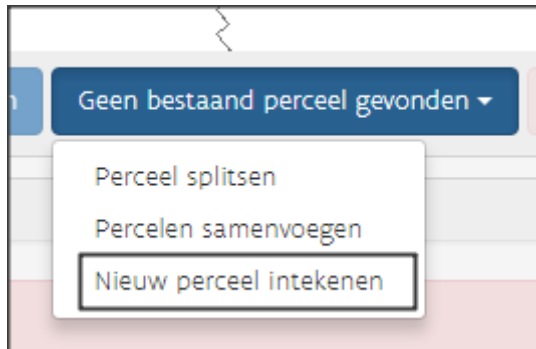 Geen bestaand perceel gevonden
Perceel splitsen
Percelen samenvoegen
Nieuw perceel intekenen